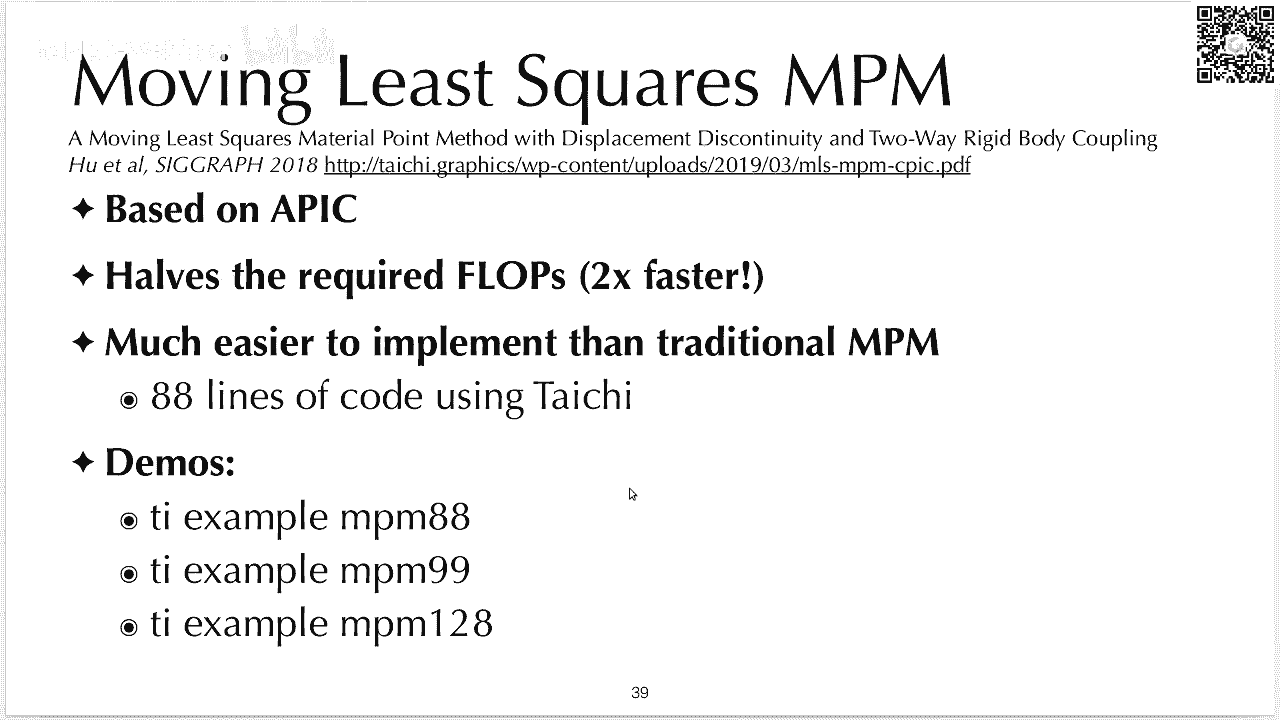 Moving Least Squares MPM
A Moving Least Squares Material Point Method with Displacement Discontinuity and Two-Way Rigid Body Coupling
Hu et al, SIGGRAPH 2018 http://taichi.graphics/wp-content/uploads/2019/03/mls-mpm-cpic.pdf
✦ Based on APIC
✦ Halves the required FLOPs (2x faster!)
✦ Much easier to implement than traditional MPM
◉ 88 lines of code using Taichi
✦ Demos:
◉ ti example mpm88
◉ ti example mpm99
◉ ti example mpm128
39